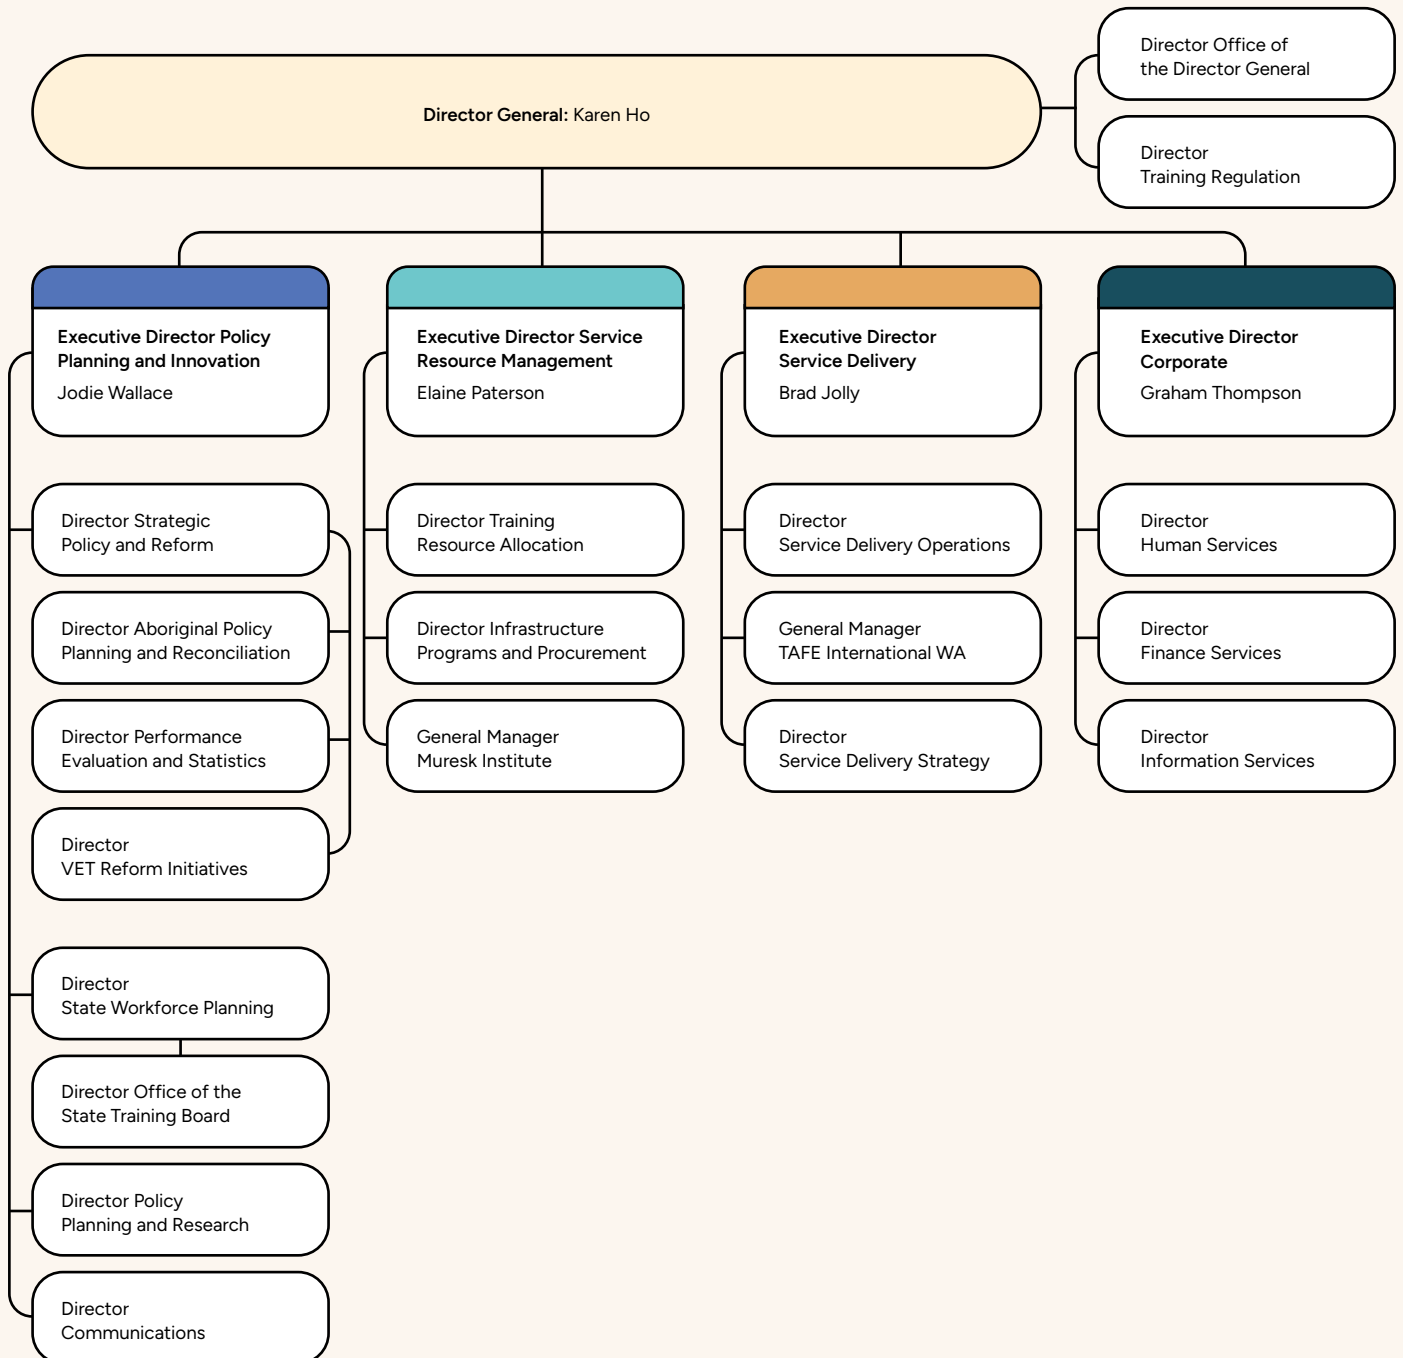 Director General: Karen Ho
Director Office of
the Director General
Director
Training Regulation
Executive Director Policy
Planning and Innovation
Jodie Wallace
Director Strategic
Policy and Reform
Director Aboriginal Policy
Planning and Reconciliation
Director Performance
Evaluation and Statistics
Director
VET Reform Initiatives
Director
State Workforce Planning
Director Office of the
State Training Board
Director Policy
Planning and Research
Director
Communications
Executive Director Service
Resource Management
Elaine Paterson
Director Training
Resource Allocation
Director Infrastructure
Programs and Procurement
General Manager
Muresk Institute
Executive Director
Service Delivery
Brad Jolly
Director
Service Delivery Operations
General Manager
TAFE International WA
Director
Service Delivery Strategy
Executive Director
Corporate
Graham Thompson
Director
Human Services
Director
Finance Services
Director
Information Services